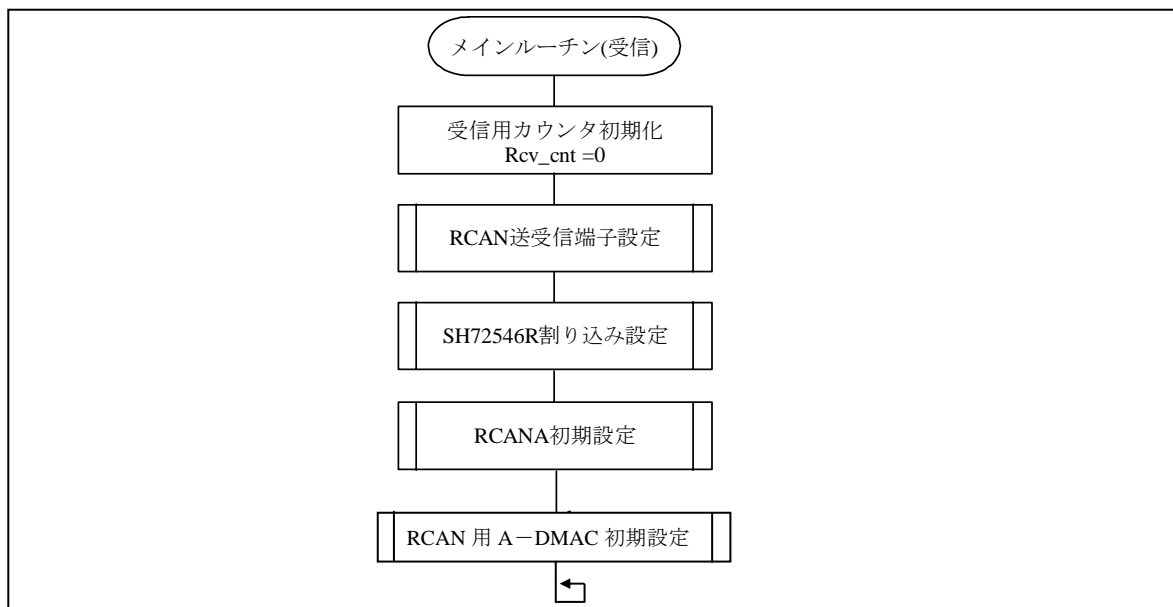 メインルーチン(受信)
受信用カウンタ初期化
Rcv_cnt =0
RCAN送受信端子設定
SH72546R割り込み設定
RCANA初期設定
RCAN 用 A－DMAC 初期設定